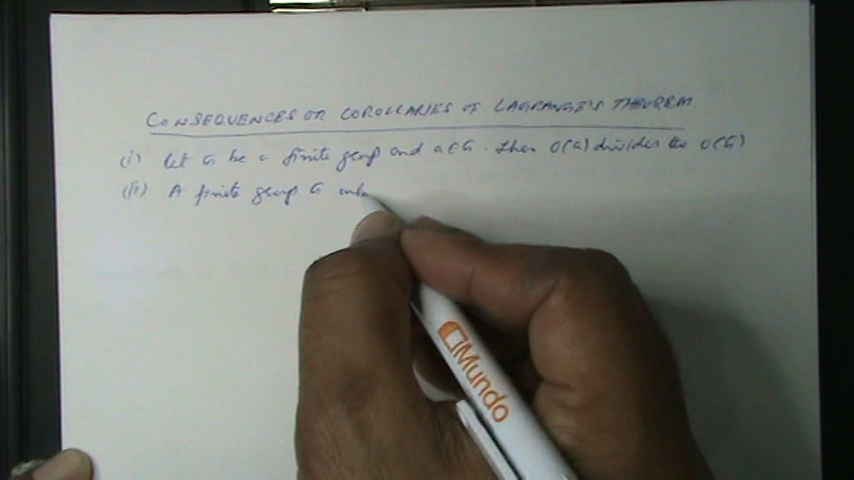 CONSEQUENCES OR COROLLARIES OF LAGRANGE'S THEOREM
(i) Let G be a finite group and a∈G. Then O(a) divides the O(G)
(ii) A finite group G
Mundo